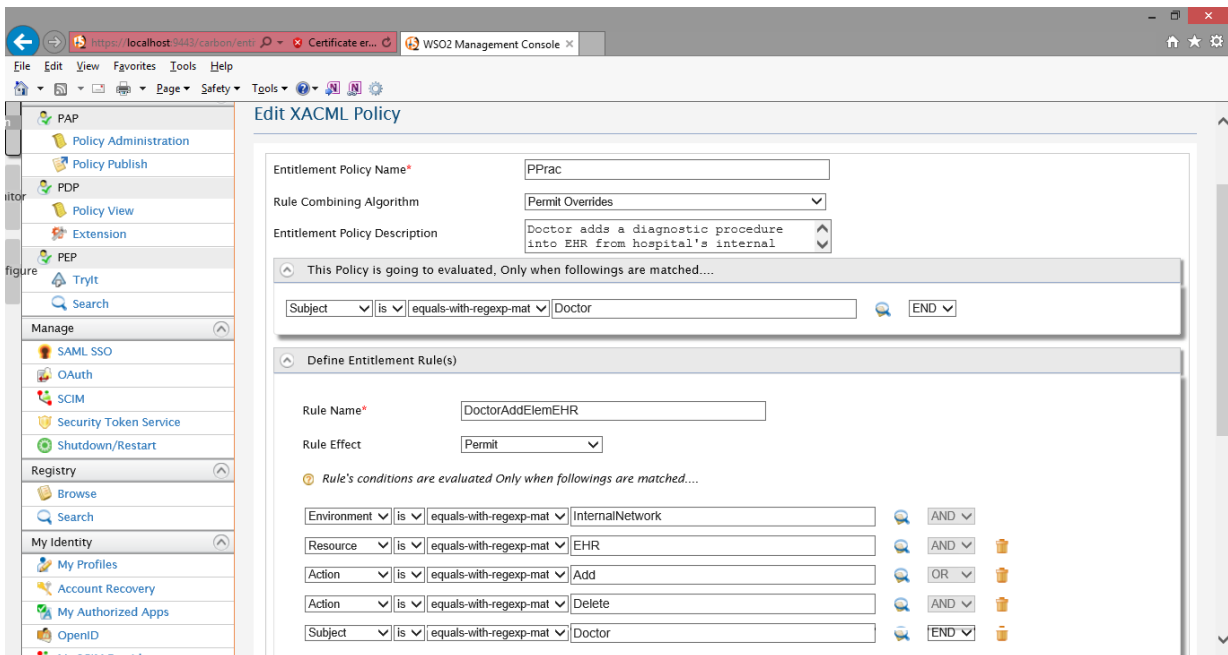 https://localhost:9443/carbon/enti
Certificate er...
WSO2 Management Console
File Edit View Favorites Tools Help
Page Safety Tools
PAP
Policy Administration
Policy Publish
PDP
Policy View
Extension
PEP
TryIt
Search
Manage
SAML SSO
OAuth
SCIM
Security Token Service
Shutdown/Restart
Registry
Browse
Search
My Identity
My Profiles
Account Recovery
My Authorized Apps
OpenID
itor
figure
Edit XACML Policy
Entitlement Policy Name* PPrac
Rule Combining Algorithm Permit Overrides
Entitlement Policy Description Doctor adds a diagnostic procedure
into EHR from hospital's internal
This Policy is going to evaluated, Only when followings are matched....
Subject is equals-with-regexp-mat Doctor END
Define Entitlement Rule(s)
Rule Name* DoctorAddElemEHR
Rule Effect Permit
Rule's conditions are evaluated Only when followings are matched....
Environment is equals-with-regexp-mat InternalNetwork AND
Resource is equals-with-regexp-mat EHR AND
Action is equals-with-regexp-mat Add OR
Action is equals-with-regexp-mat Delete AND
Subject is equals-with-regexp-mat Doctor END